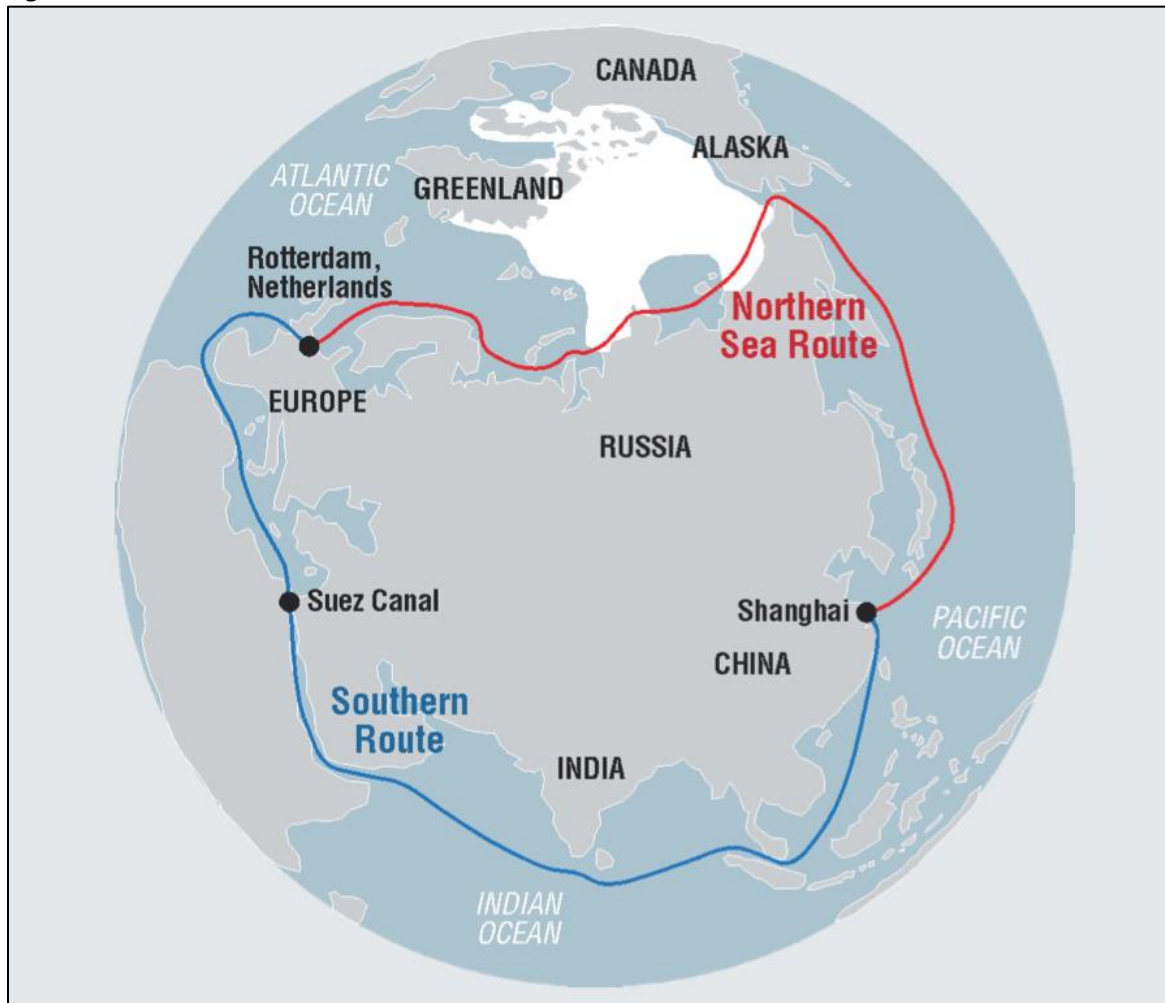 CANADA
ALASKA
ATLANTIC
OCEAN
GREENLAND
Rotterdam,
Netherlands
Northern
Sea Route
EUROPE
RUSSIA
Suez Canal
Shanghai
PACIFIC
OCEAN
CHINA
Southern
Route
INDIA
INDIAN
OCEAN